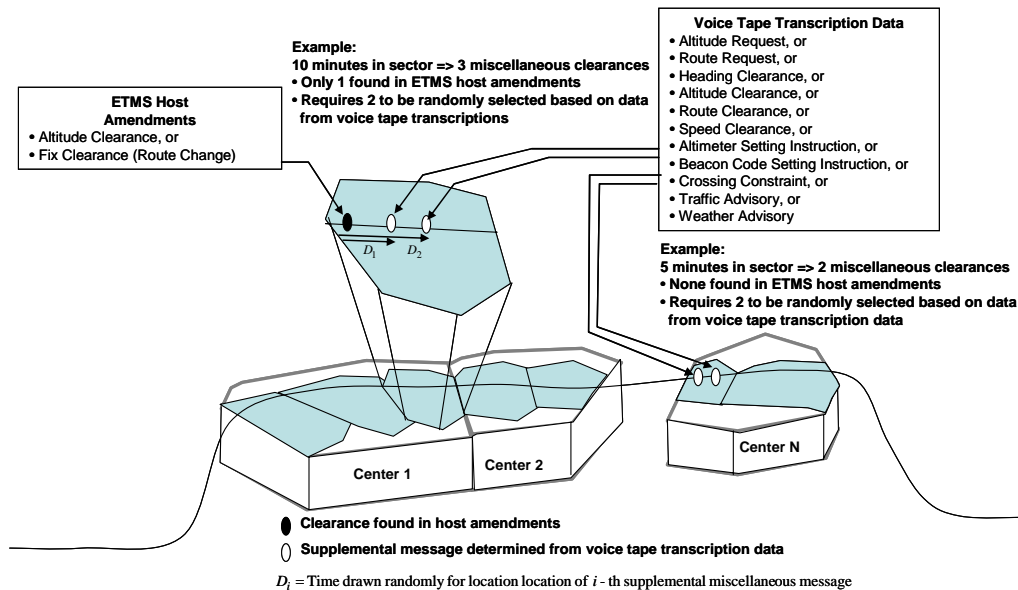 Voice Tape Transcription Data
• Altitude Request, or
• Route Request, or
• Heading Clearance, or
• Altitude Clearance, or
• Route Clearance, or
• Speed Clearance, or
• Altimeter Setting Instruction, or
• Beacon Code Setting Instruction, or
• Crossing Constraint, or
• Traffic Advisory, or
• Weather Advisory
Example:
10 minutes in sector => 3 miscellaneous clearances
• Only 1 found in ETMS host amendments
• Requires 2 to be randomly selected based on data
from voice tape transcriptions
ETMS Host
Amendments
• Altitude Clearance, or
• Fix Clearance (Route Change)
D1 D2
Example:
5 minutes in sector => 2 miscellaneous clearances
• None found in ETMS host amendments
• Requires 2 to be randomly selected based on data
from voice tape transcription data
Center 1
Center 2
Center N
Clearance found in host amendments
Supplemental message determined from voice tape transcription data
Di = Time drawn randomly for location location of i - th supplemental miscellaneous message